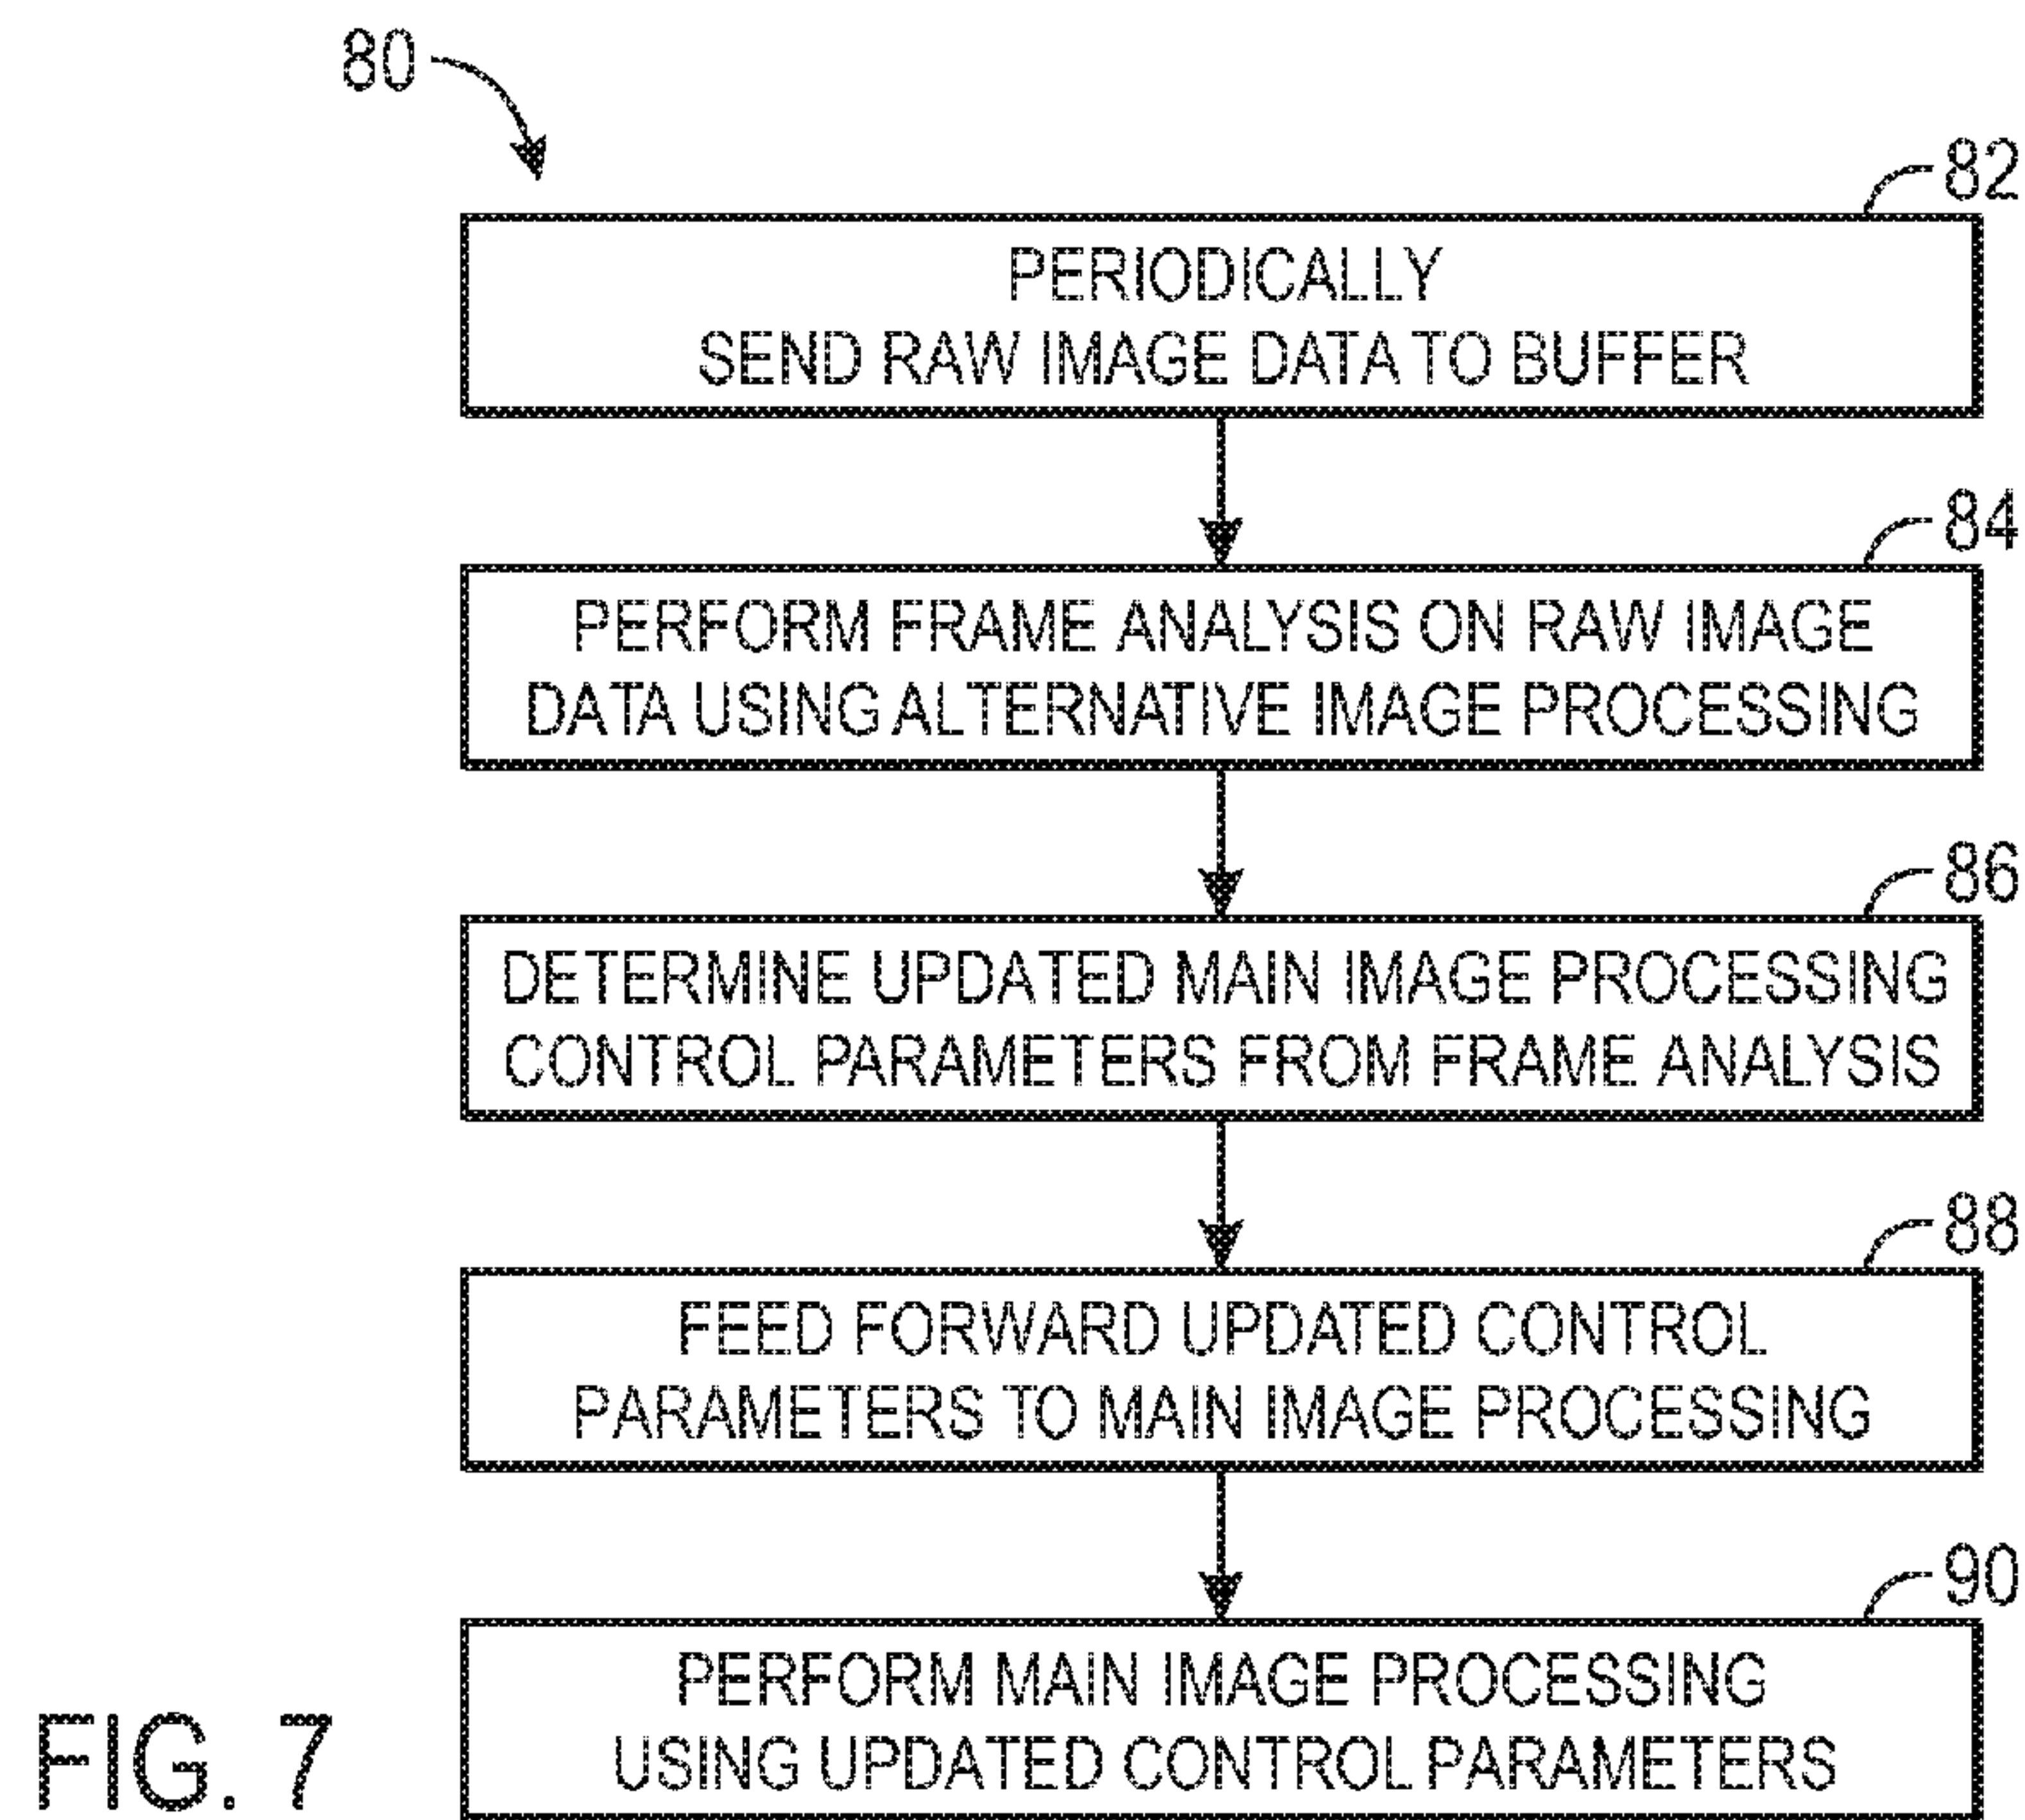 80
82
PERIODICALLY
SEND RAW IMAGE DATA TO BUFFER
84
PERFORM FRAME ANALYSIS ON RAW IMAGE
DATA USING ALTERNATIVE IMAGE PROCESSING
86
DETERMINE UPDATED MAIN IMAGE PROCESSING
CONTROL PARAMETERS FROM FRAME ANALYSIS
88
FEED FORWARD UPDATED CONTROL
PARAMETERS TO MAIN IMAGE PROCESSING
90
PERFORM MAIN IMAGE PROCESSING
USING UPDATED CONTROL PARAMETERS
FIG. 7